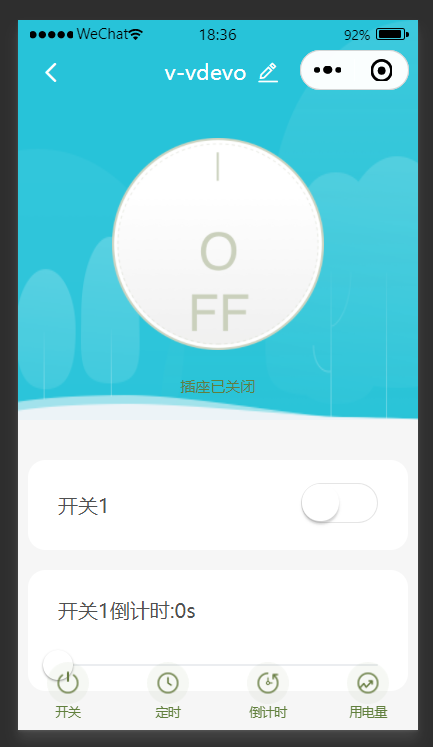 WeChat 18:36 92%
v-vdevo
O
FF
插座已关闭
开关1
开关1倒计时:0s
开关 定时 倒计时 用电量